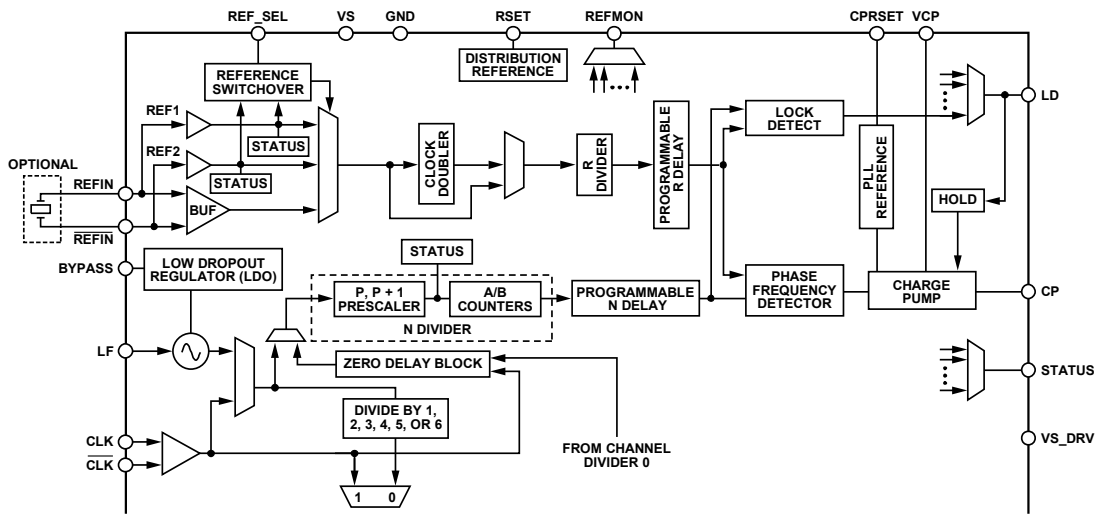 REF_SEL
VS
GND
RSET
REFMON
CPRSET
VCP
DISTRIBUTION
REFERENCE
REFERENCE
SWITCHOVER
LD
REF1
STATUS
LOCK
DETECT
REF2
STATUS
CLOCK
DOUBLER
R
DIVIDER
PROGRAMMABLE
R DELAY
PLL
REFERENCE
OPTIONAL
REFIN
BUF
HOLD
REFIN
STATUS
BYPASS
LOW DROPOUT
REGULATOR (LDO)
P, P + 1
PRESCALER
A/B
COUNTERS
N DIVIDER
PROGRAMMABLE
N DELAY
PHASE
FREQUENCY
DETECTOR
CHARGE
PUMP
CP
LF
ZERO DELAY BLOCK
STATUS
DIVIDE BY 1,
2, 3, 4, 5, OR 6
CLK
CLK
FROM CHANNEL
DIVIDER 0
VS_DRV
1 0